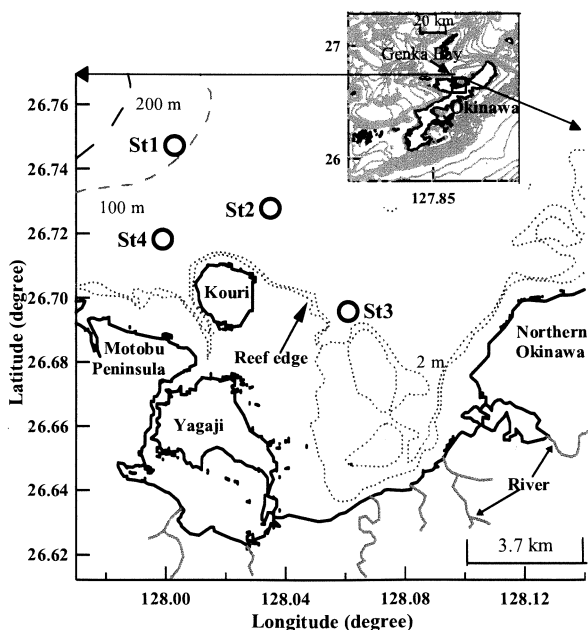 20 km
27
Genka Bay
Okinawa
26
127.85
26.76
26.74
26.72
26.70
26.68
26.66
26.64
26.62
Latitude (degree)
200 m
St1
100 m
St2
St4
Kouri
St3
Reef edge
Motobu
Peninsula
Northern
Okinawa
2 m
Yagaji
River
3.7 km
128.00
128.04
128.08
128.12
Longitude (degree)